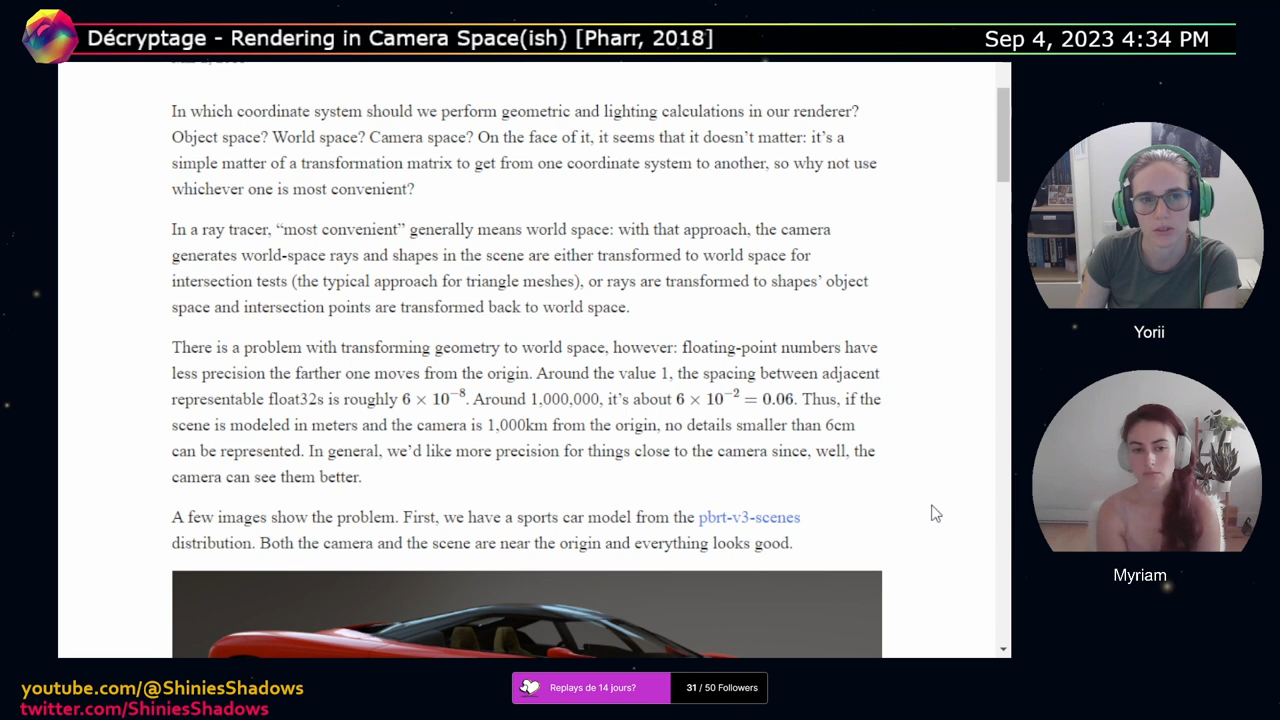 Décryptage - Rendering in Camera Space(ish) [Pharr, 2018]
Sep 4, 2023 4:34 PM
In which coordinate system should we perform geometric and lighting calculations in our renderer?
Object space? World space? Camera space? On the face of it, it seems that it doesn’t matter: it’s a
simple matter of a transformation matrix to get from one coordinate system to another, so why not use
whichever one is most convenient?
In a ray tracer, “most convenient” generally means world space: with that approach, the camera
generates world-space rays and shapes in the scene are either transformed to world space for
intersection tests (the typical approach for triangle meshes), or rays are transformed to shapes’ object
space and intersection points are transformed back to world space.
There is a problem with transforming geometry to world space, however: floating-point numbers have
less precision the farther one moves from the origin. Around the value 1, the spacing between adjacent
representable float32s is roughly 6 × 10⁻⁸. Around 1,000,000, it’s about 6 × 10⁻² = 0.06. Thus, if the
scene is modeled in meters and the camera is 1,000km from the origin, no details smaller than 6cm
can be represented. In general, we’d like more precision for things close to the camera since, well, the
camera can see them better.
A few images show the problem. First, we have a sports car model from the pbrt-v3-scenes
distribution. Both the camera and the scene are near the origin and everything looks good.
Yorii
Myriam
Replays de 14 jours?
31 / 50 Followers
youtube.com/@ShiniesShadows
twitter.com/ShiniesShadows